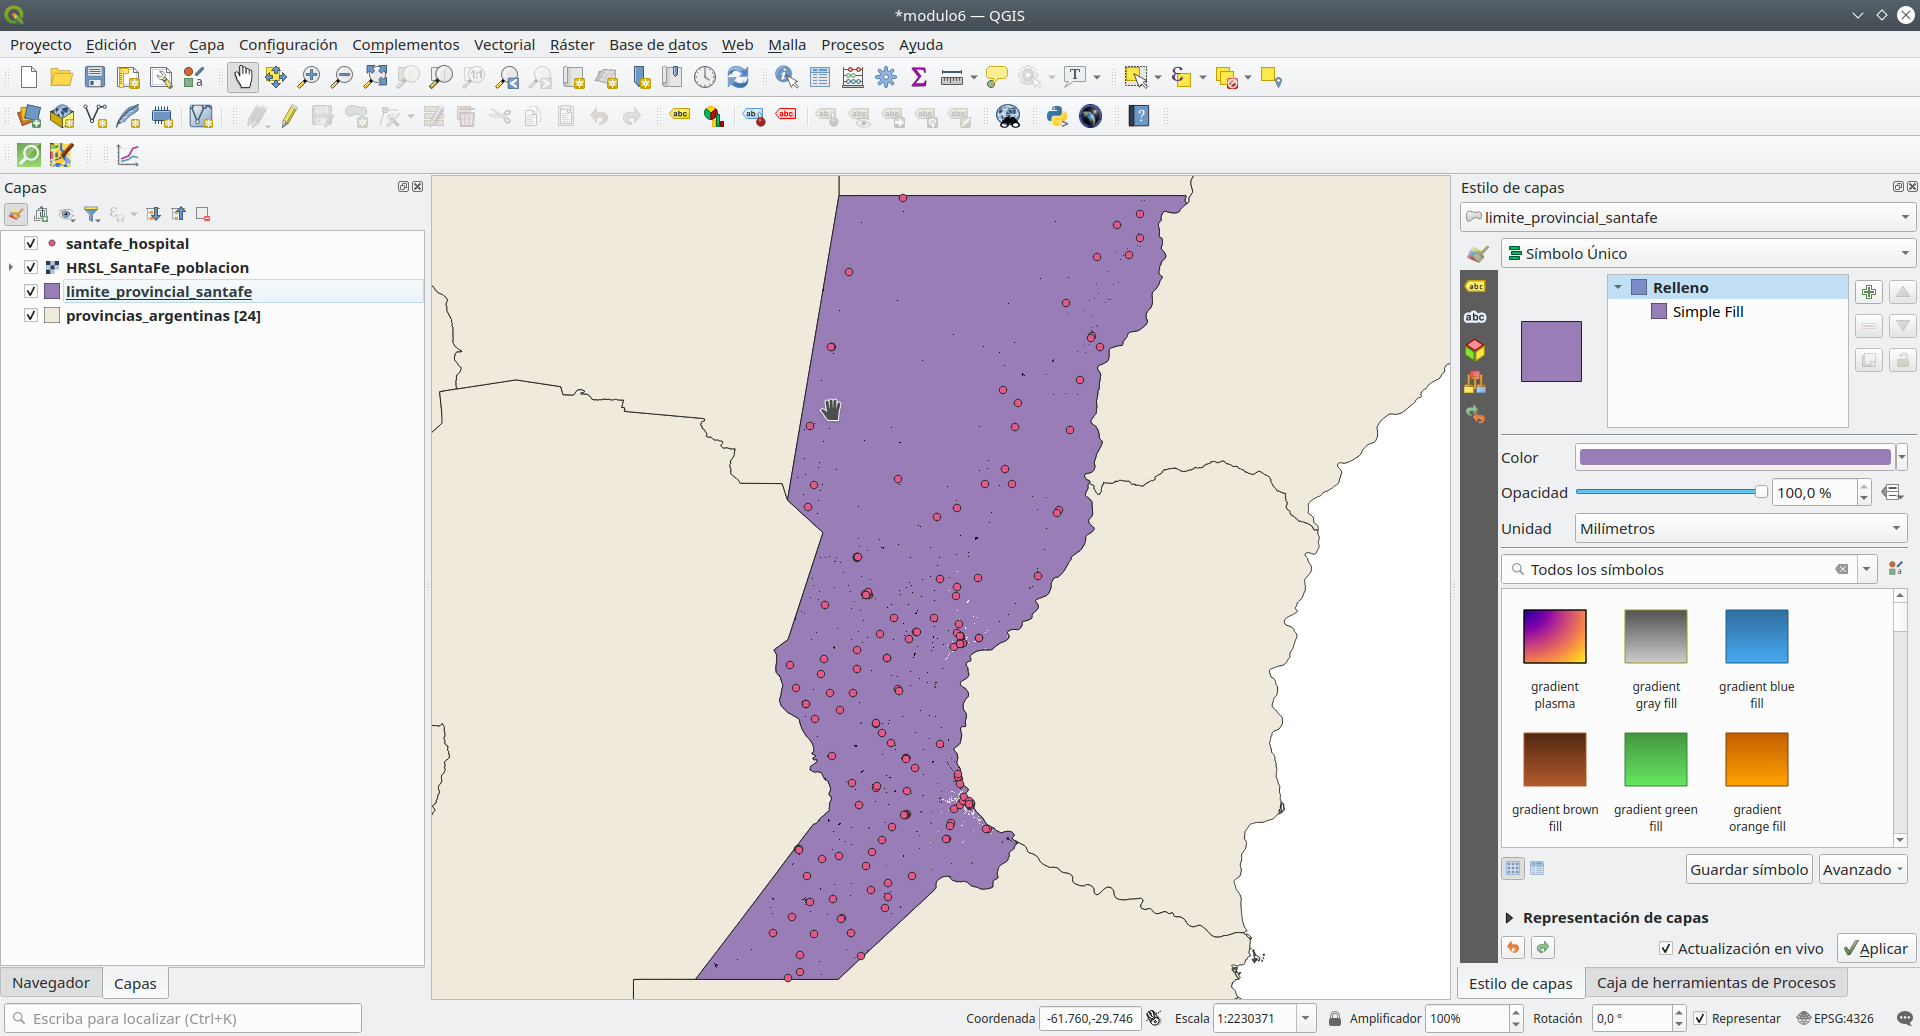 *modulo6 — QGIS
Proyecto Edición Ver Capa Configuración Complementos Vectorial Ráster Base de datos Web Malla Procesos Ayuda
Capas
santafe_hospital
HRSL_SantaFe_poblacion
limite_provincial_santafe
provincias_argentinas [24]
Navegador Capas
Estilo de capas
limite_provincial_santafe
Símbolo Único
Relleno
Simple Fill
Color
Opacidad 100,0 %
Unidad Milímetros
Todos los símbolos
gradient plasma
gradient gray fill
gradient blue fill
gradient brown fill
gradient green fill
gradient orange fill
Guardar símbolo Avanzado
Representación de capas
Actualización en vivo Aplicar
Estilo de capas Caja de herramientas de Procesos
Escriba para localizar (Ctrl+K) Coordenada -61.760,-29.746 Escala 1:2230371 Amplificador 100% Rotación 0,0 ° Representar EPSG:4326